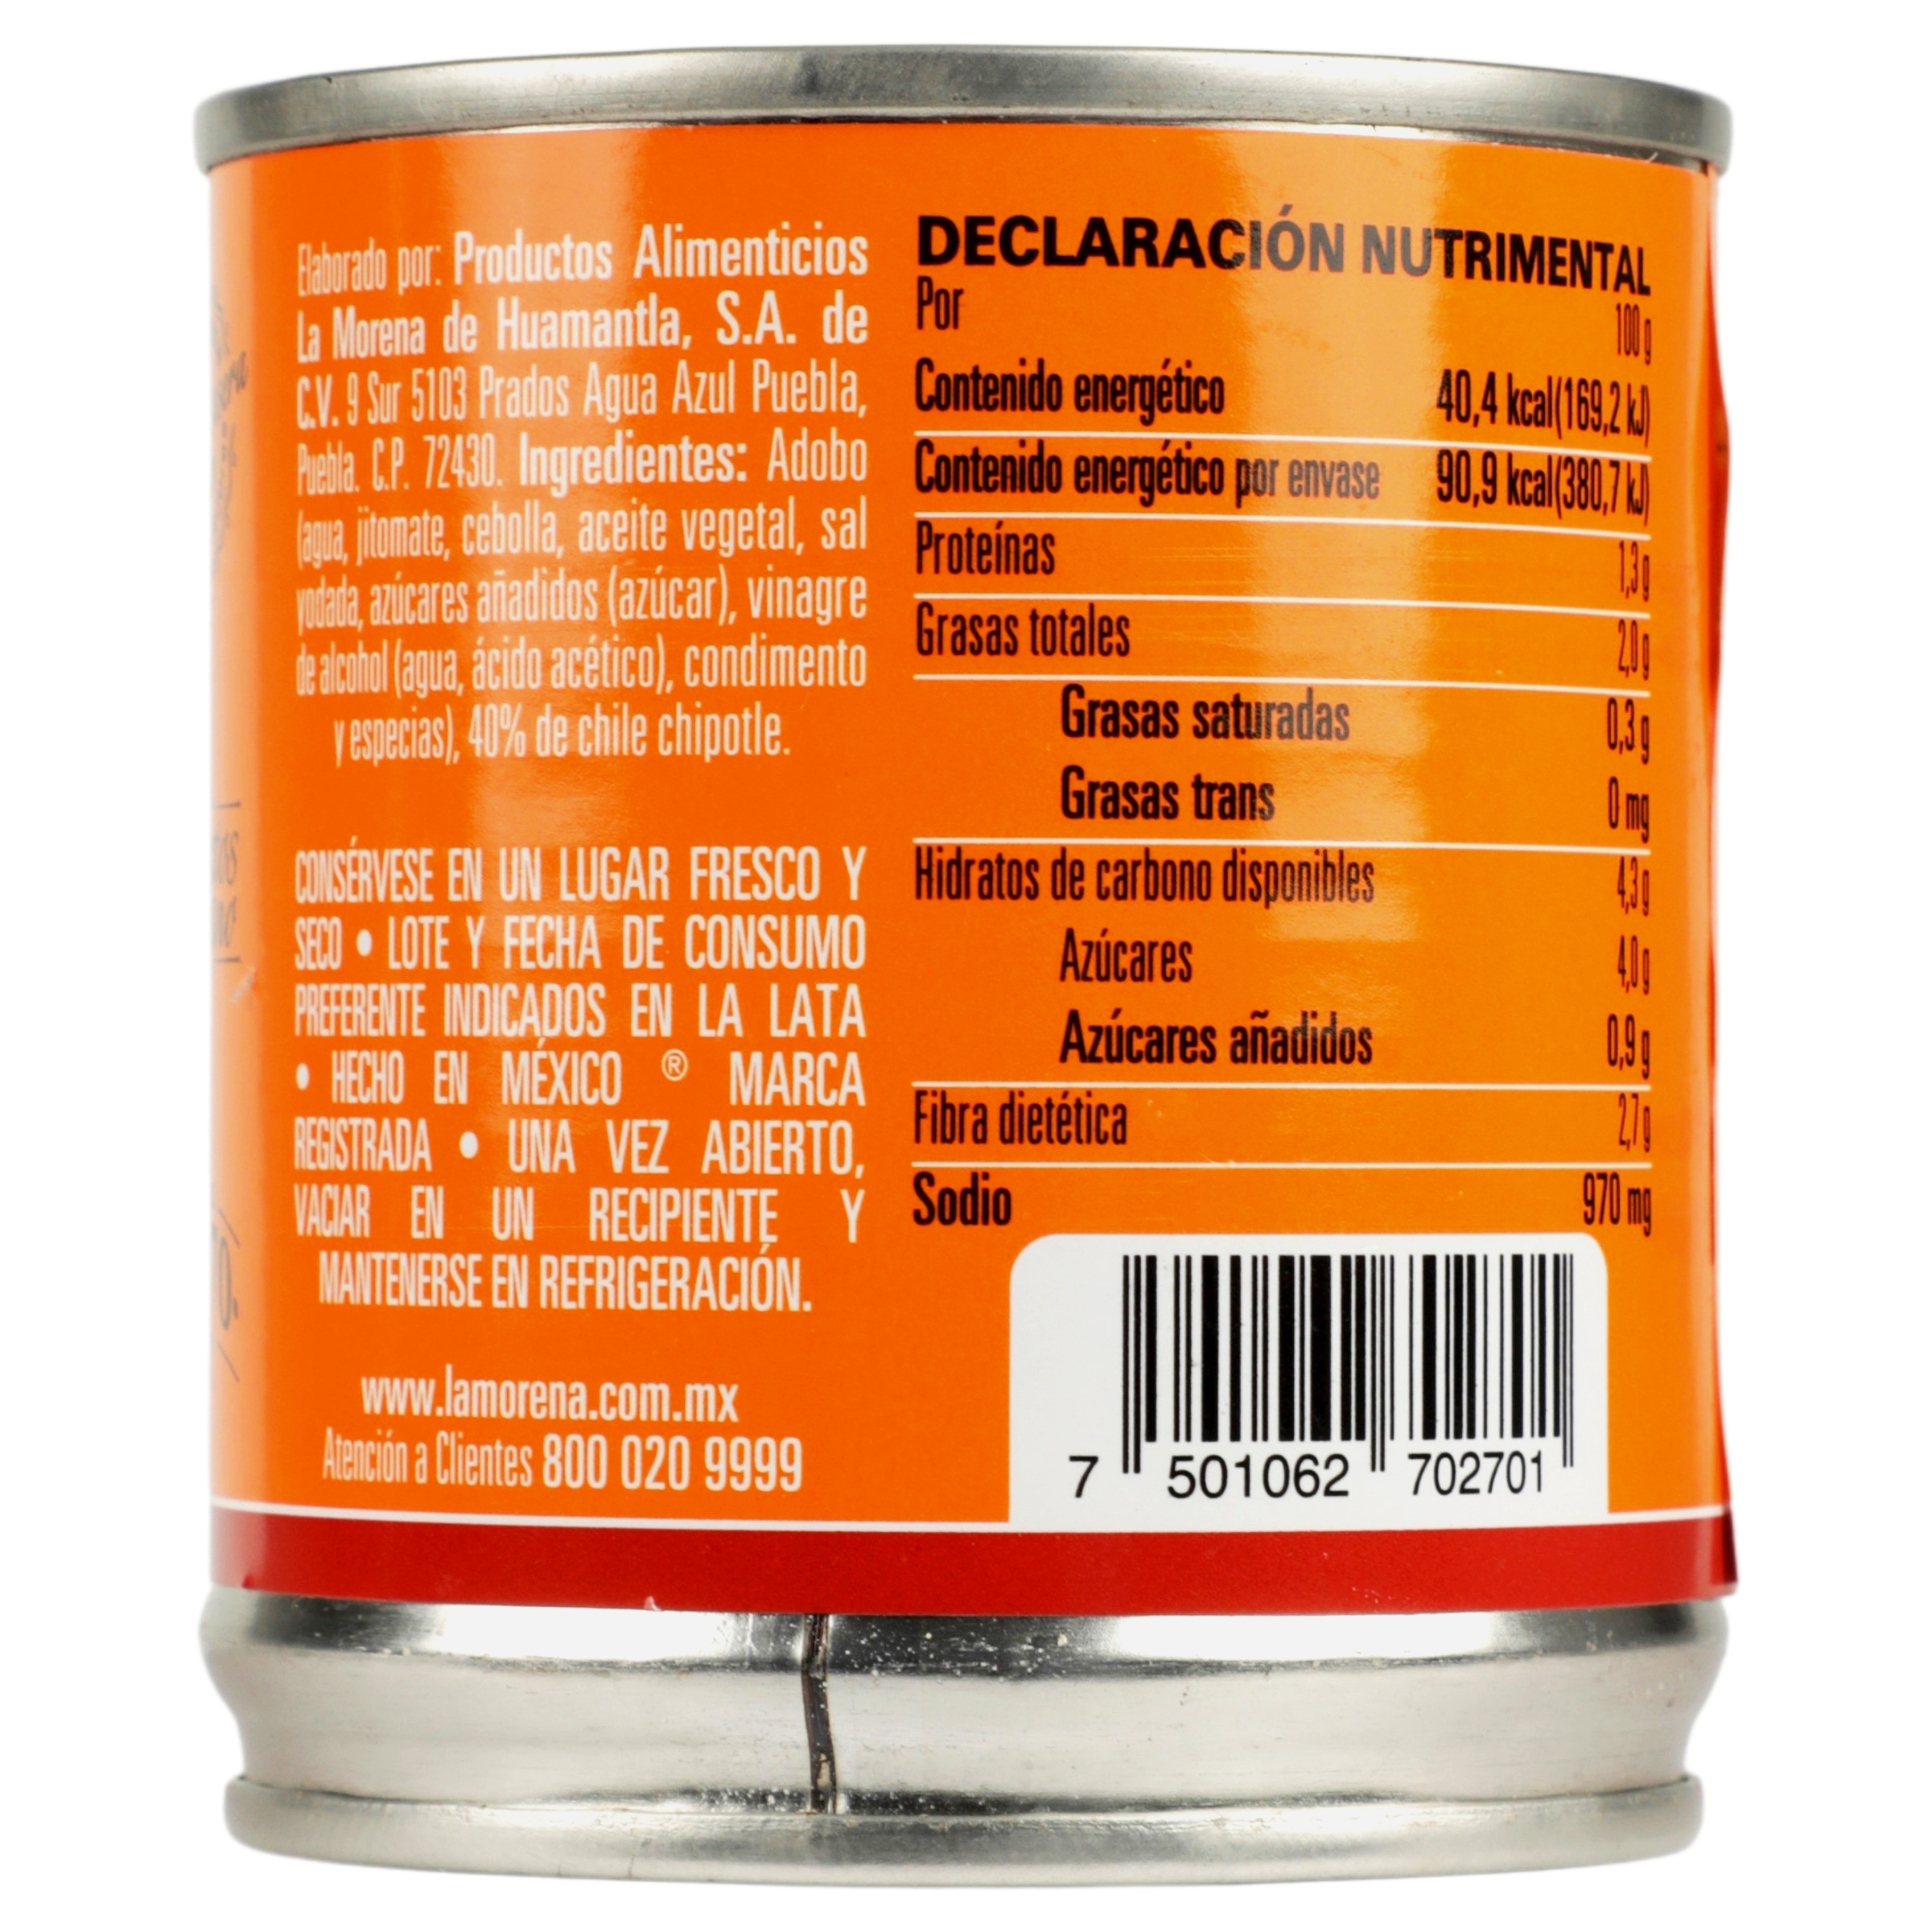 Elaborado por: Productos Alimenticios
La Morena de Huamantla, S.A. de
C.V. 9 Sur 5103 Prados Agua Azul Puebla,
Puebla. C.P. 72430. Ingredientes: Adobo
(agua, jitomate, cebolla, aceite vegetal, sal
yodada, azúcares añadidos (azúcar), vinagre
de alcohol (agua, ácido acético), condimento
y especias), 40% de chile chipotle.
CONSÉRVESE EN UN LUGAR FRESCO Y
SECO • LOTE Y FECHA DE CONSUMO
PREFERENTE INDICADOS EN LA LATA
• HECHO EN MÉXICO ® MARCA
REGISTRADA • UNA VEZ ABIERTO,
VACIAR EN UN RECIPIENTE Y
MANTENERSE EN REFRIGERACIÓN.
www.lamorena.com.mx
Atención a Clientes 800 020 9999
DECLARACIÓN NUTRIMENTAL
Por 100 g
Contenido energético 40,4 kcal(169,2 kJ)
Contenido energético por envase 90,9 kcal(380,7 kJ)
Proteínas 1,3 g
Grasas totales 2,0 g
Grasas saturadas 0,3 g
Grasas trans 0 mg
Hidratos de carbono disponibles 4,3 g
Azúcares 4,0 g
Azúcares añadidos 0,9 g
Fibra dietética 2,7 g
Sodio 970 mg
7 501062 702701